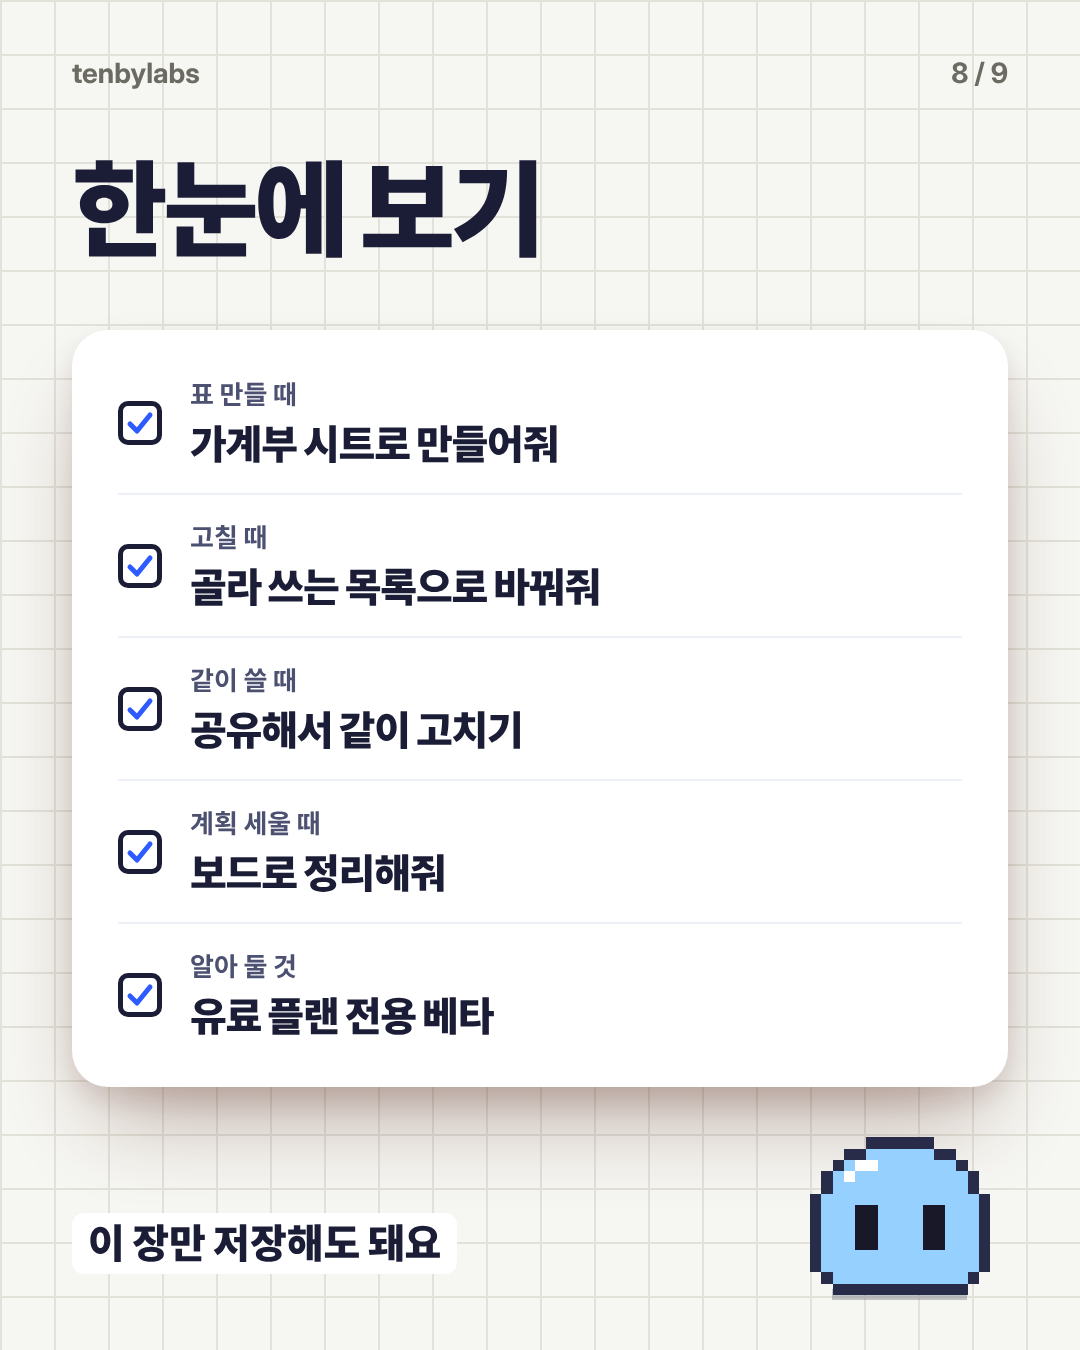 tenbylabs
8 / 9
한눈에 보기
표 만들 때
가계부 시트로 만들어줘
고칠 때
골라 쓰는 목록으로 바꿔줘
같이 쓸 때
공유해서 같이 고치기
계획 세울 때
보드로 정리해줘
알아 둘 것
유료 플랜 전용 베타
이 장만 저장해도 돼요